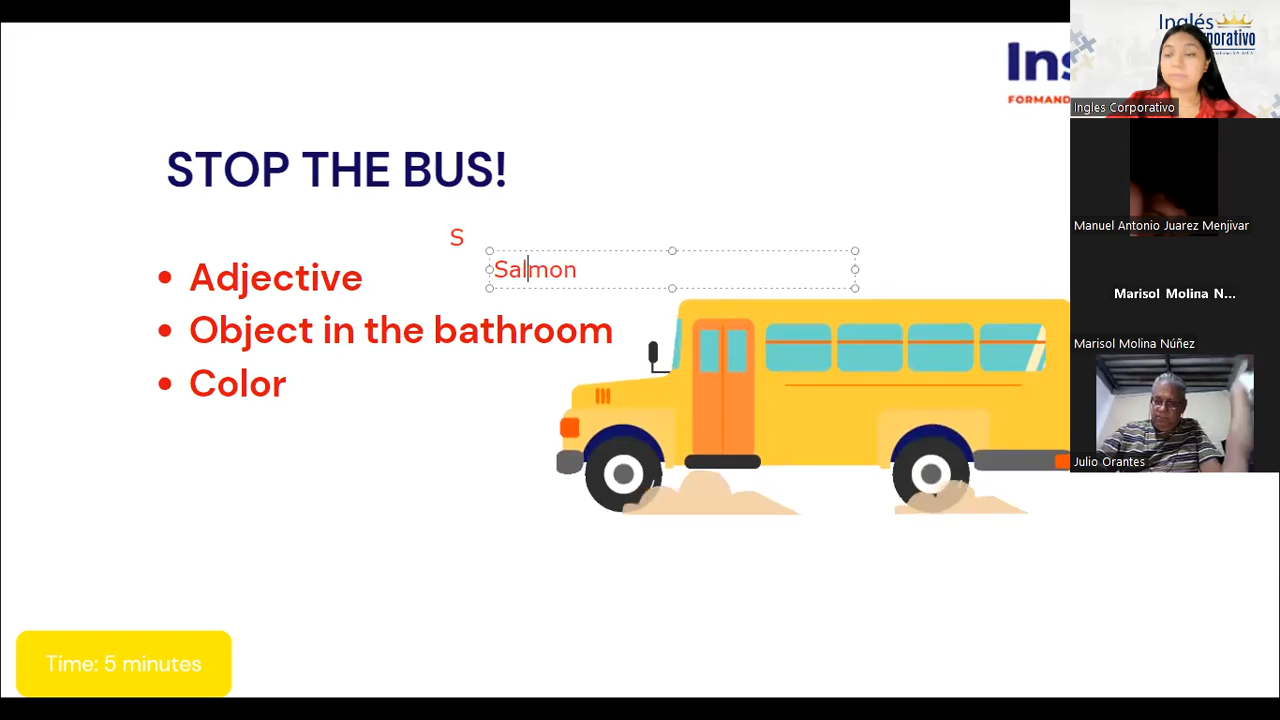 Ins
FORMAND
STOP THE BUS!
S
Salmon
• Adjective
• Object in the bathroom
• Color
Time: 5 minutes
Inglés
orporativo
Ingles Corporativo
Manuel Antonio Juarez Menjivar
Marisol Molina N...
Marisol Molina Núñez
Julio Orantes